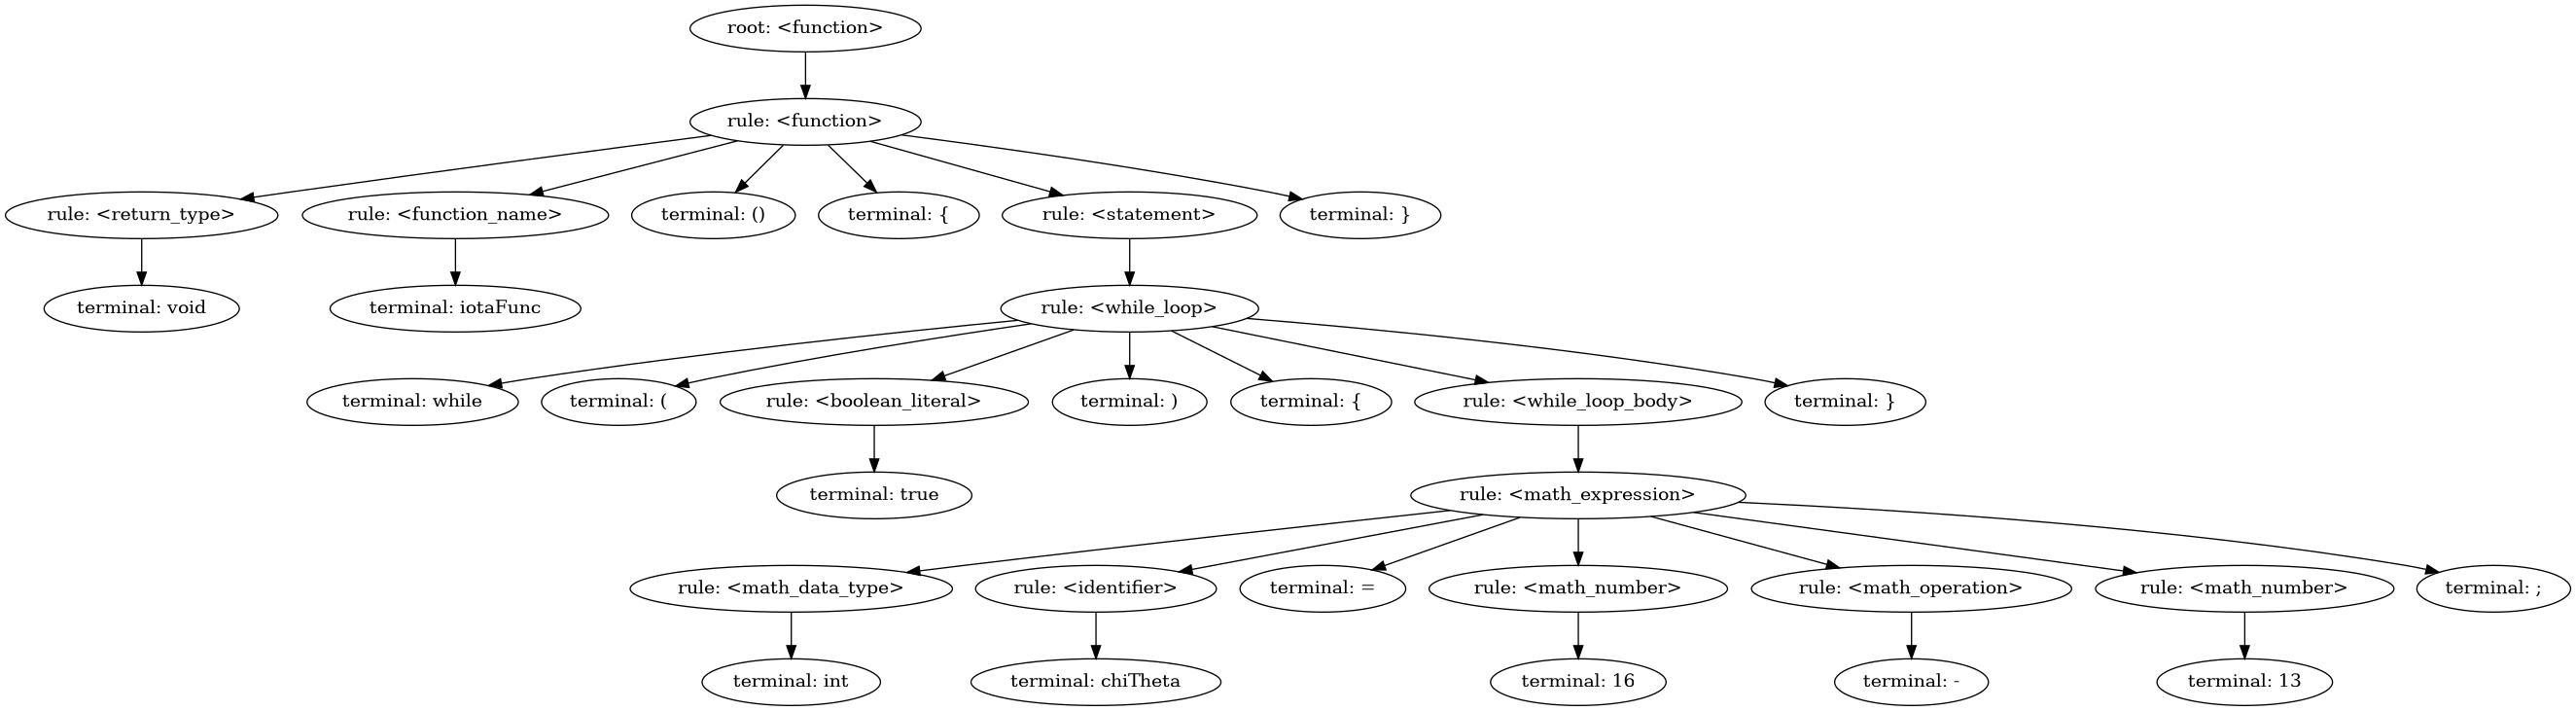 root: <function>
rule: <function>
rule: <return_type>
rule: <function_name>
terminal: ()
terminal: {
rule: <statement>
terminal: }
terminal: void
terminal: iotaFunc
rule: <while_loop>
terminal: while
terminal: (
rule: <boolean_literal>
terminal: )
terminal: {
rule: <while_loop_body>
terminal: }
terminal: true
rule: <math_expression>
rule: <math_data_type>
rule: <identifier>
terminal: =
rule: <math_number>
rule: <math_operation>
rule: <math_number>
terminal: ;
terminal: int
terminal: chiTheta
terminal: 16
terminal: -
terminal: 13